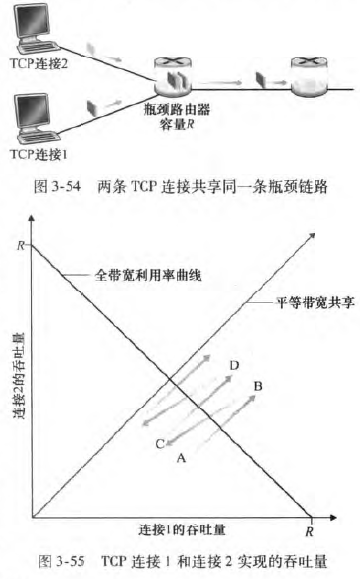 TCP连接2
瓶颈路由器
容量R
TCP连接1
图 3-54 两条 TCP 连接共享同一条瓶颈链路
R
全带宽利用率曲线
平等带宽共享
连接2的吞吐量
D
B
C
A
连接1的吞吐量
R
图 3-55 TCP 连接 1 和连接 2 实现的吞吐量